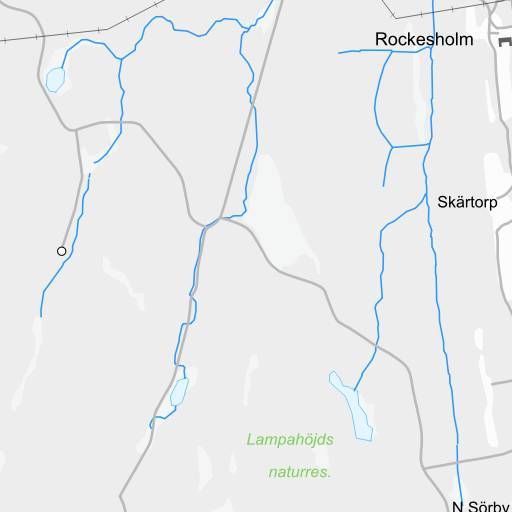 Rockesholm
Skärtorp
Lampahöjds
naturres.
N Sörby